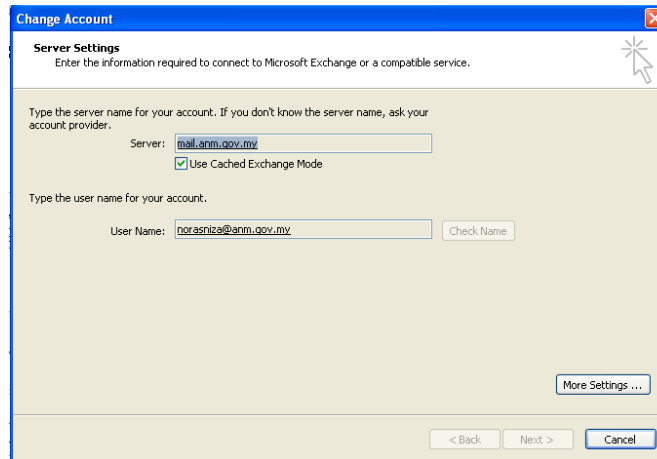 Change Account
Server Settings
Enter the information required to connect to Microsoft Exchange or a compatible service.
Type the server name for your account. If you don't know the server name, ask your
account provider.
Server: mail.anm.gov.my
Use Cached Exchange Mode
Type the user name for your account.
User Name: norasniza@anm.gov.my Check Name
More Settings ...
< Back Next > Cancel